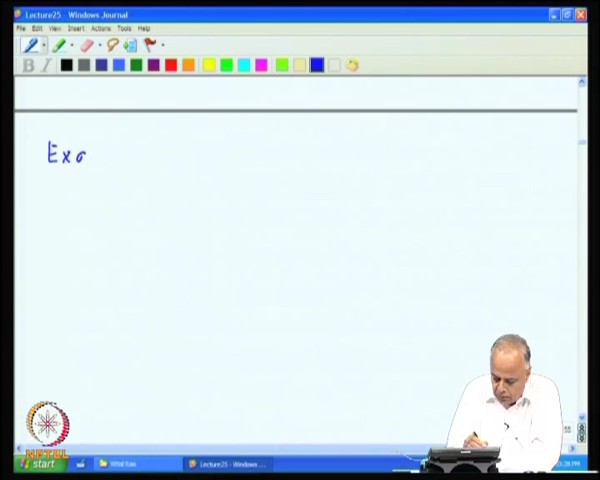 Lecture25 - Windows Journal
File Edit View Insert Actions Tools Help
B I
Exa
NPTEL
start
Lecture25 - Windows ...